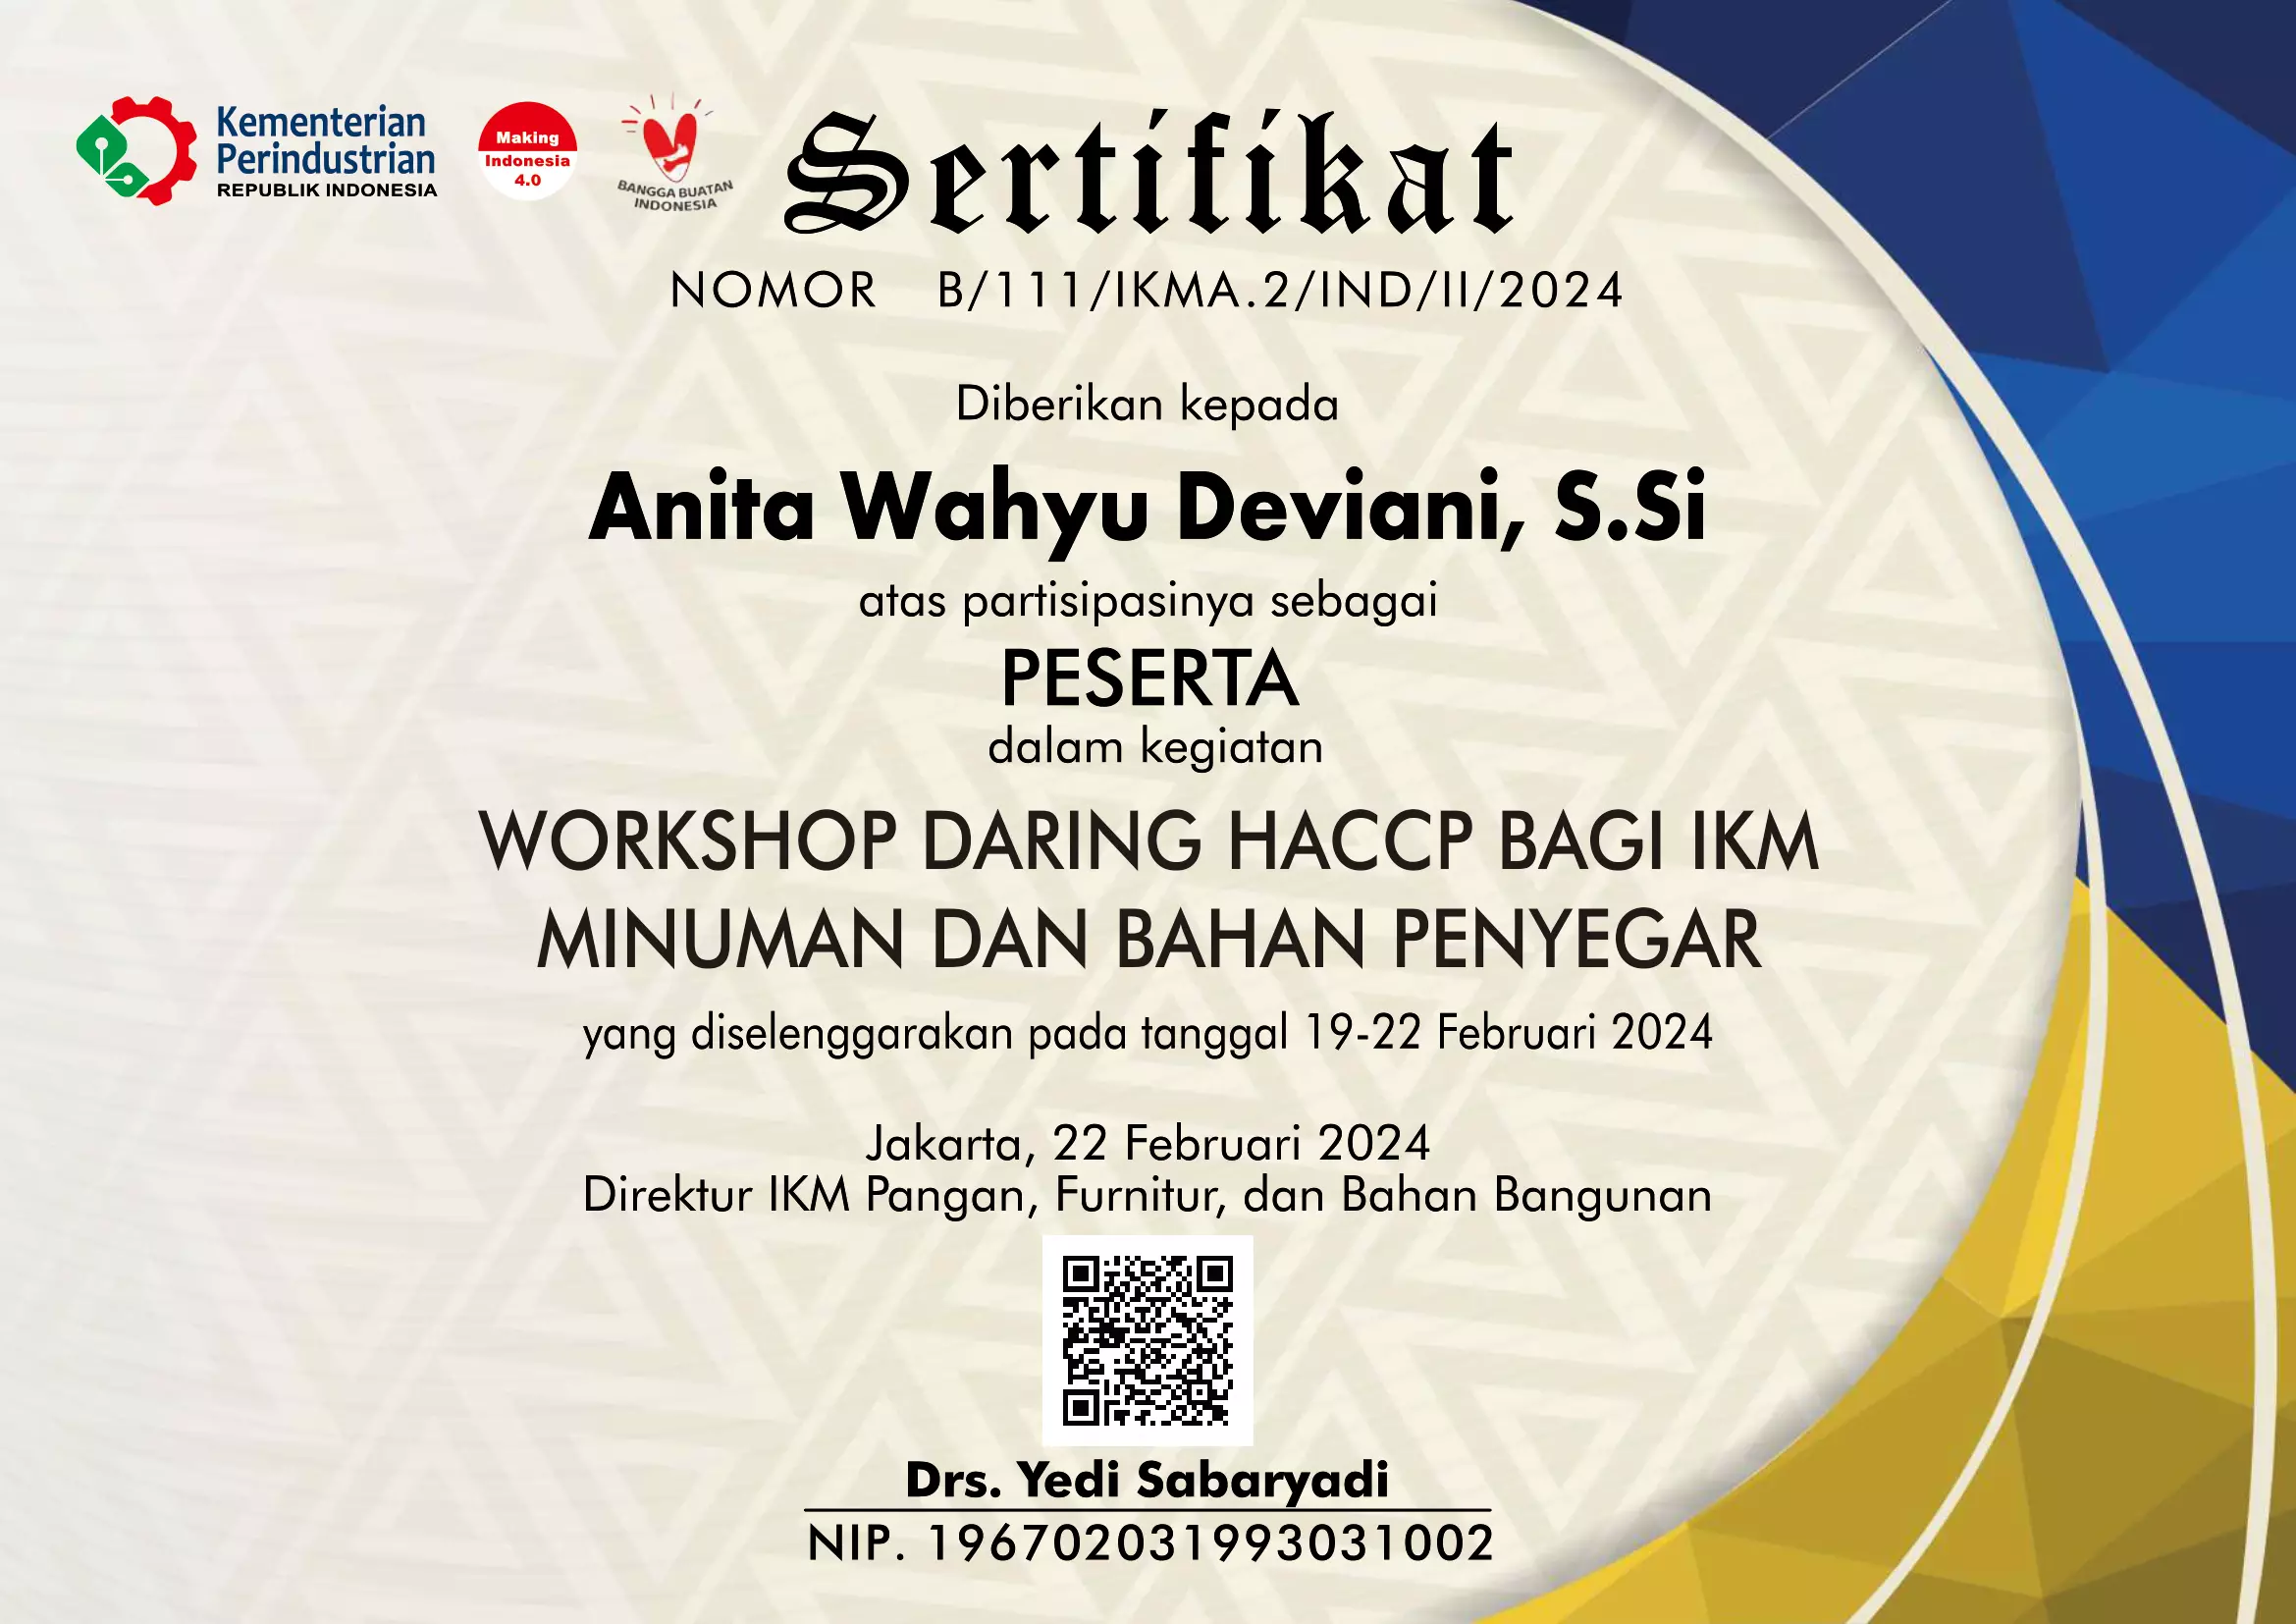 Kementerian
Perindustrian
REPUBLIK INDONESIA
Making
Indonesia
4.0
BANGGA BUATAN
INDONESIA
Sertifikat
NOMOR B/111/IKMA.2/IND/II/2024
Diberikan kepada
Anita Wahyu Deviani, S.Si
atas partisipasinya sebagai
PESERTA
dalam kegiatan
WORKSHOP DARING HACCP BAGI IKM
MINUMAN DAN BAHAN PENYEGAR
yang diselenggarakan pada tanggal 19-22 Februari 2024
Jakarta, 22 Februari 2024
Direktur IKM Pangan, Furnitur, dan Bahan Bangunan
Drs. Yedi Sabaryadi
NIP. 196702031993031002